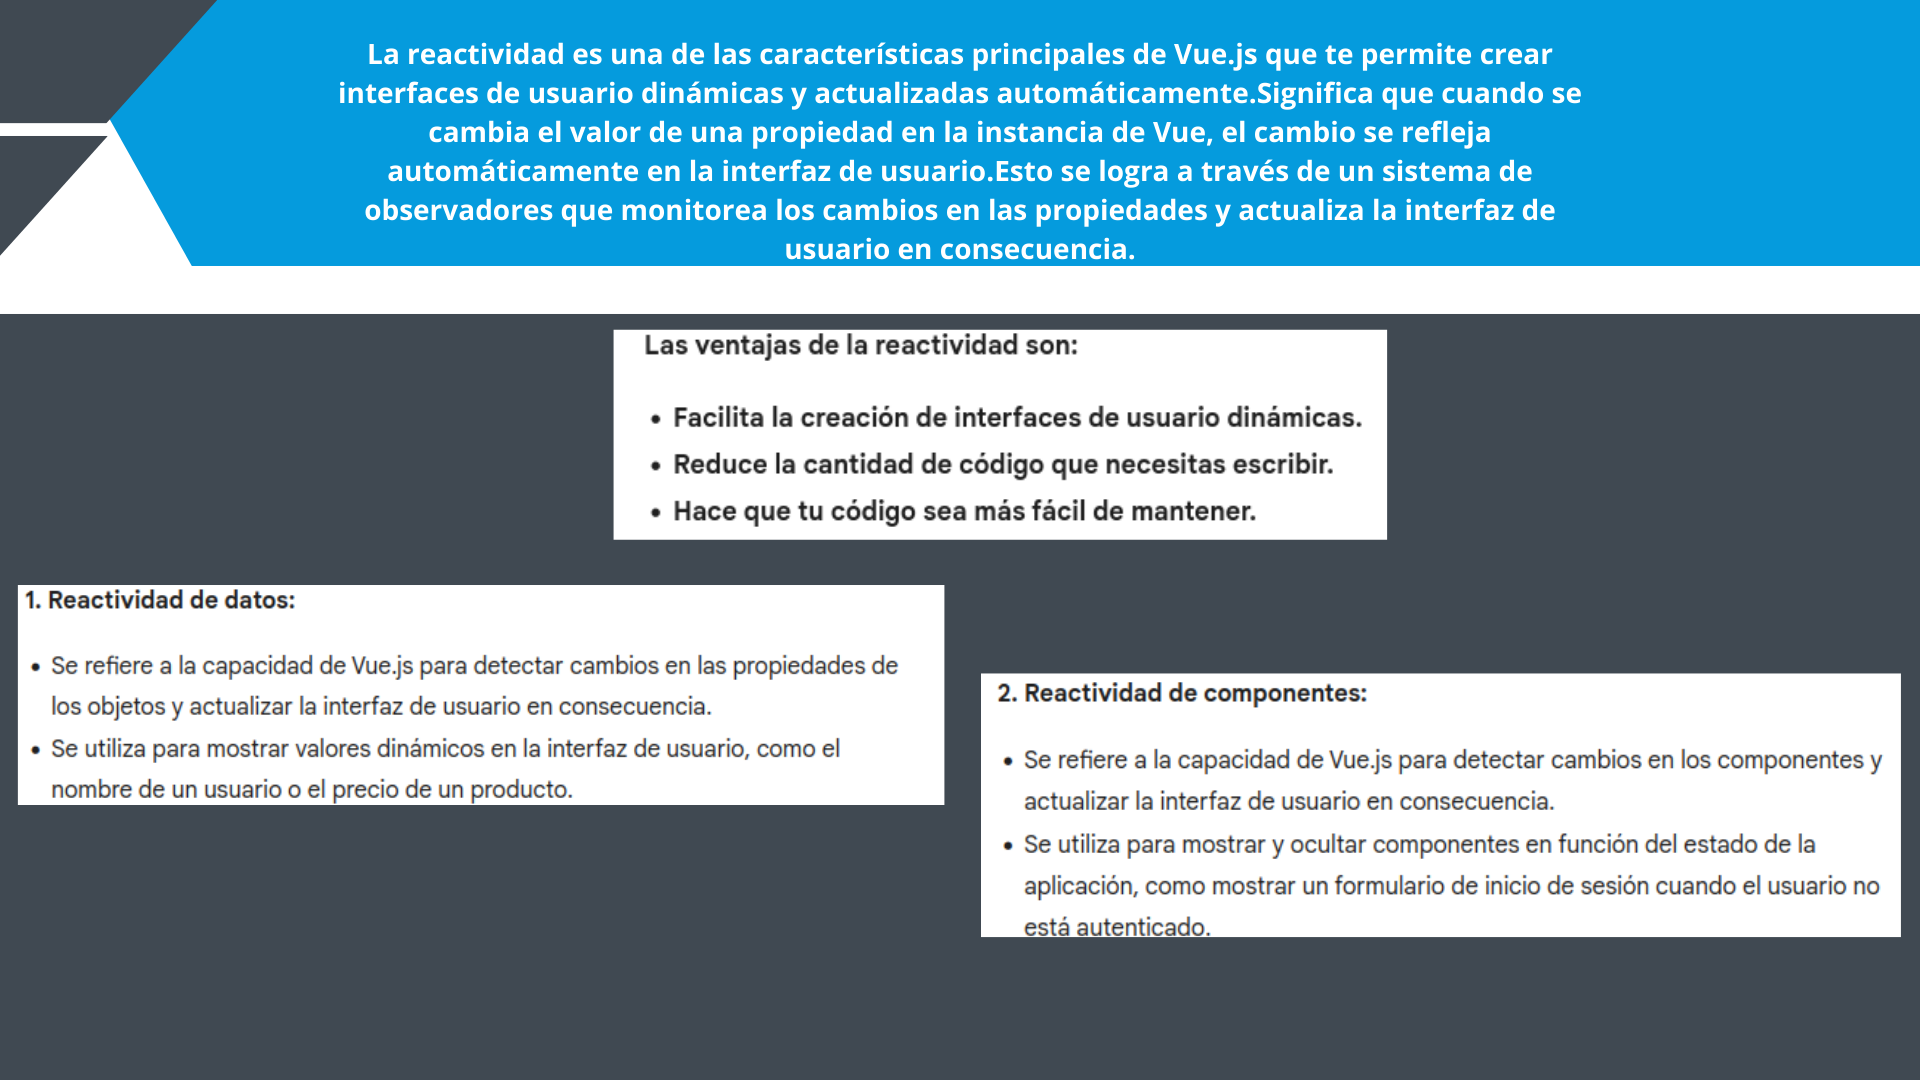 La reactividad es una de las características principales de Vue.js que te permite crear
interfaces de usuario dinámicas y actualizadas automáticamente.Significa que cuando se
cambia el valor de una propiedad en la instancia de Vue, el cambio se refleja
automáticamente en la interfaz de usuario.Esto se logra a través de un sistema de
observadores que monitorea los cambios en las propiedades y actualiza la interfaz de
usuario en consecuencia.
Las ventajas de la reactividad son:
• Facilita la creación de interfaces de usuario dinámicas.
• Reduce la cantidad de código que necesitas escribir.
• Hace que tu código sea más fácil de mantener.
1. Reactividad de datos:
• Se refiere a la capacidad de Vue.js para detectar cambios en las propiedades de
los objetos y actualizar la interfaz de usuario en consecuencia.
• Se utiliza para mostrar valores dinámicos en la interfaz de usuario, como el
nombre de un usuario o el precio de un producto.
2. Reactividad de componentes:
• Se refiere a la capacidad de Vue.js para detectar cambios en los componentes y
actualizar la interfaz de usuario en consecuencia.
• Se utiliza para mostrar y ocultar componentes en función del estado de la
aplicación, como mostrar un formulario de inicio de sesión cuando el usuario no
está autenticado.